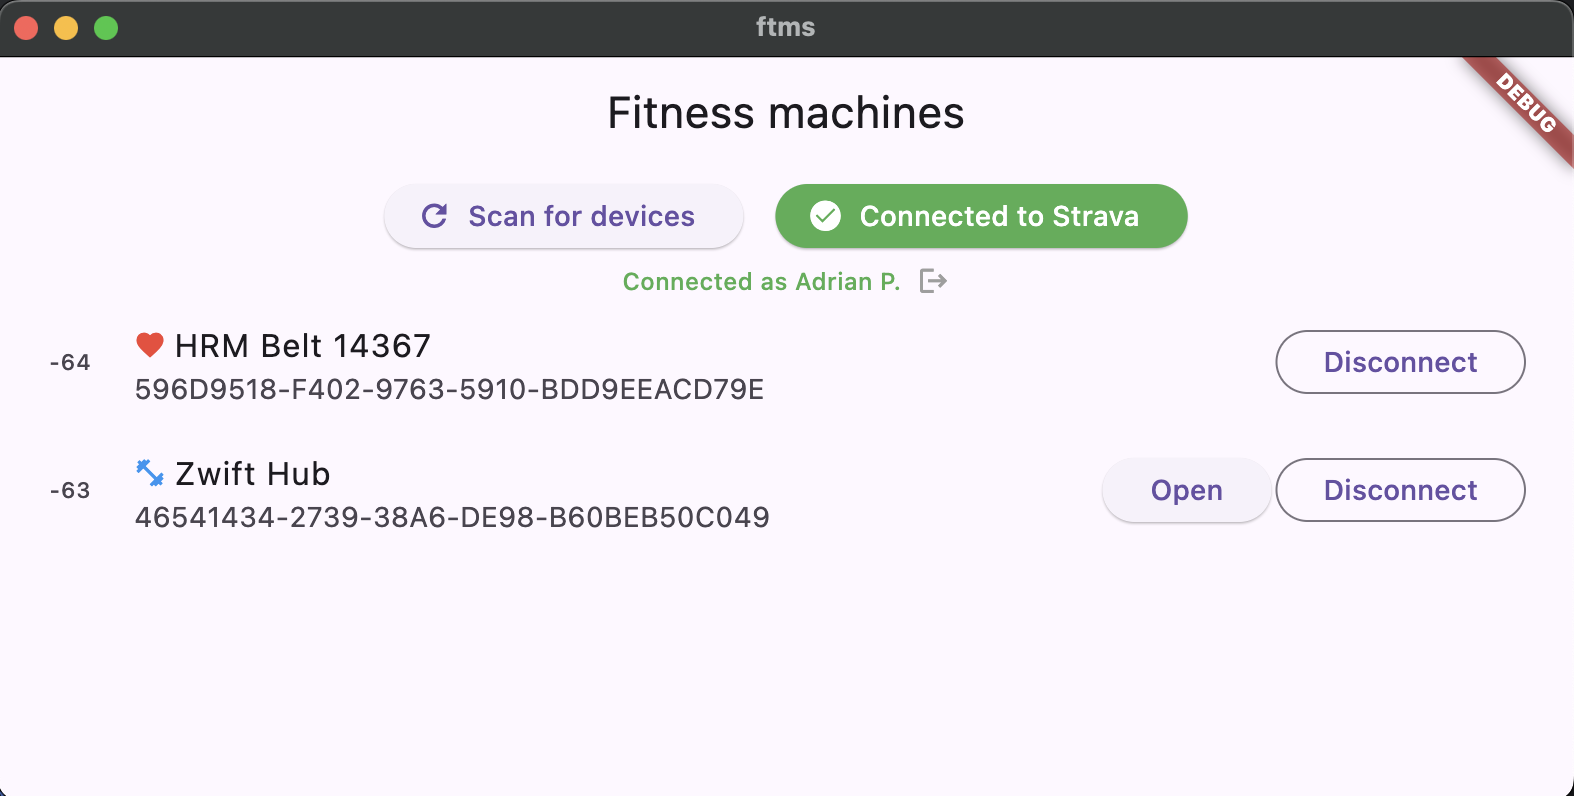 ftms
DEBUG
Fitness machines
Scan for devices
Connected to Strava
Connected as Adrian P.
-64
HRM Belt 14367
596D9518-F402-9763-5910-BDD9EEACD79E
Disconnect
-63
Zwift Hub
46541434-2739-38A6-DE98-B60BEB50C049
Open
Disconnect